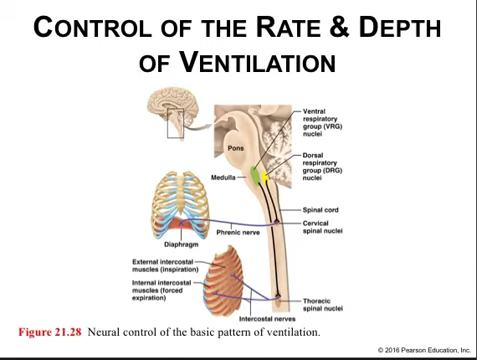 CONTROL OF THE RATE & DEPTH
OF VENTILATION
Ventral
respiratory
group (VRG)
nuclei
Pons
Dorsal
respiratory
group (DRG)
nuclei
Medulla
Spinal cord
Cervical
spinal nuclei
Phrenic nerve
Diaphragm
External intercostal
muscles (inspiration)
Internal intercostal
muscles (forced
expiration)
Thoracic
spinal nuclei
Intercostal nerves
Figure 21.28 Neural control of the basic pattern of ventilation.
© 2016 Pearson Education, Inc.